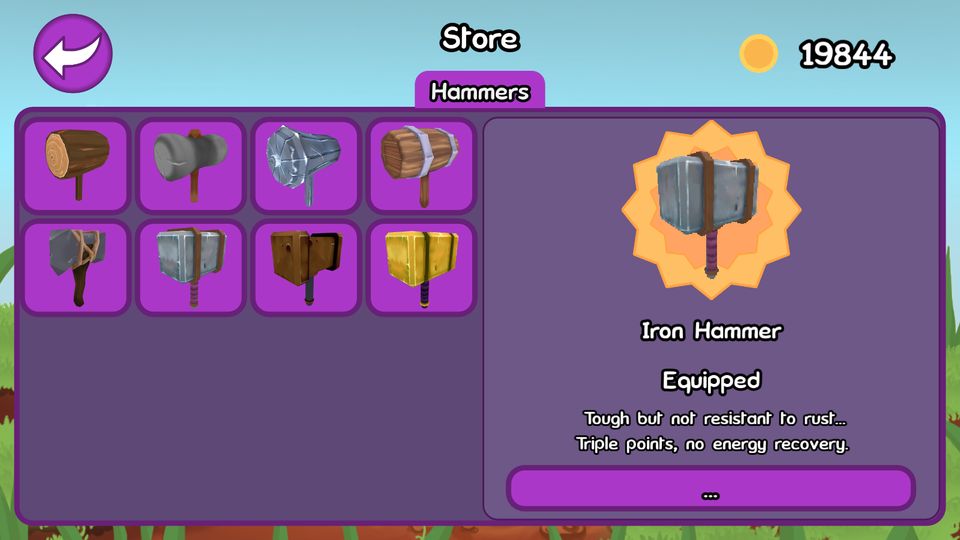 Store
19844
Hammers
Iron Hammer
Equipped
Tough but not resistant to rust...
Triple points, no energy recovery.
...